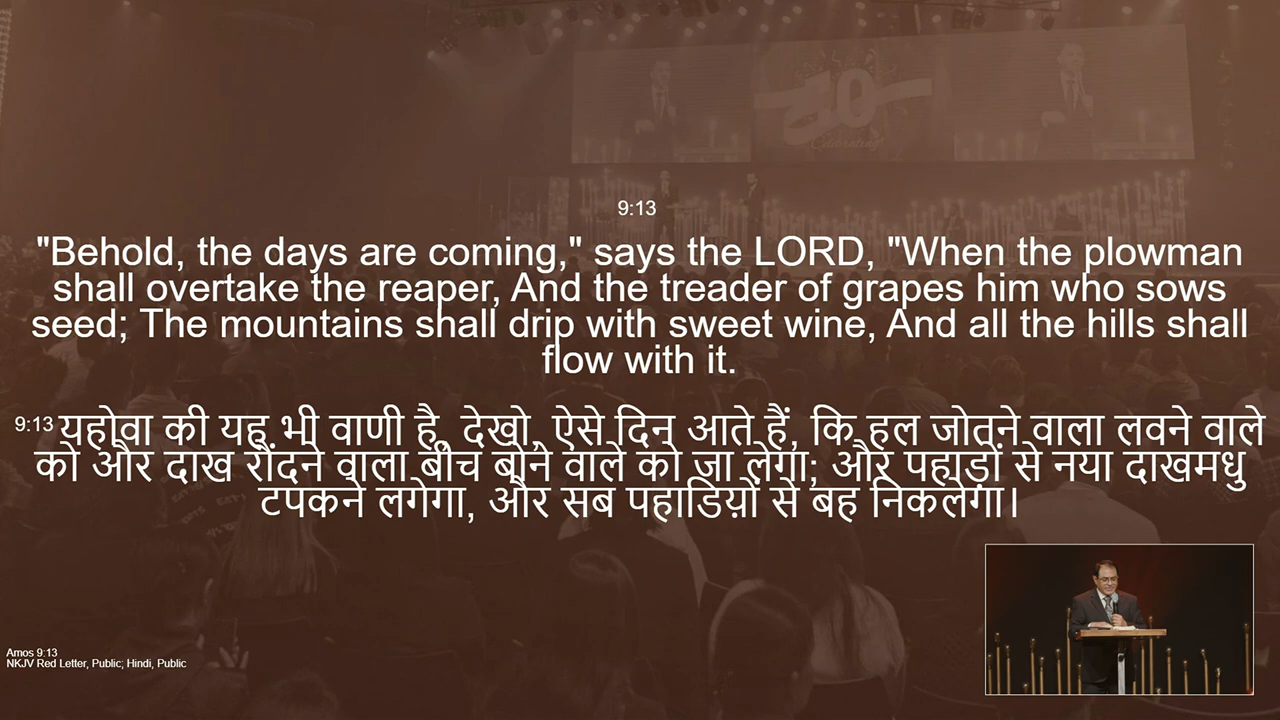 50
Celebrating
9:13
"Behold, the days are coming," says the LORD, "When the plowman
shall overtake the reaper, And the treader of grapes him who sows
seed; The mountains shall drip with sweet wine, And all the hills shall
flow with it.
9:13 यहोवा की यह भी वाणी है, देखो, ऐसे दिन आते हैं, कि हल जोतने वाला लवने वाले
को और दाख रौंदने वाला बीच बोने वाले को जा लेगा; और पहाड़ों से नया दाखमधु
टपकने लगेगा, और सब पहाडिय़ों से बह निकलेगा।
Amos 9:13
NKJV Red Letter, Public; Hindi, Public